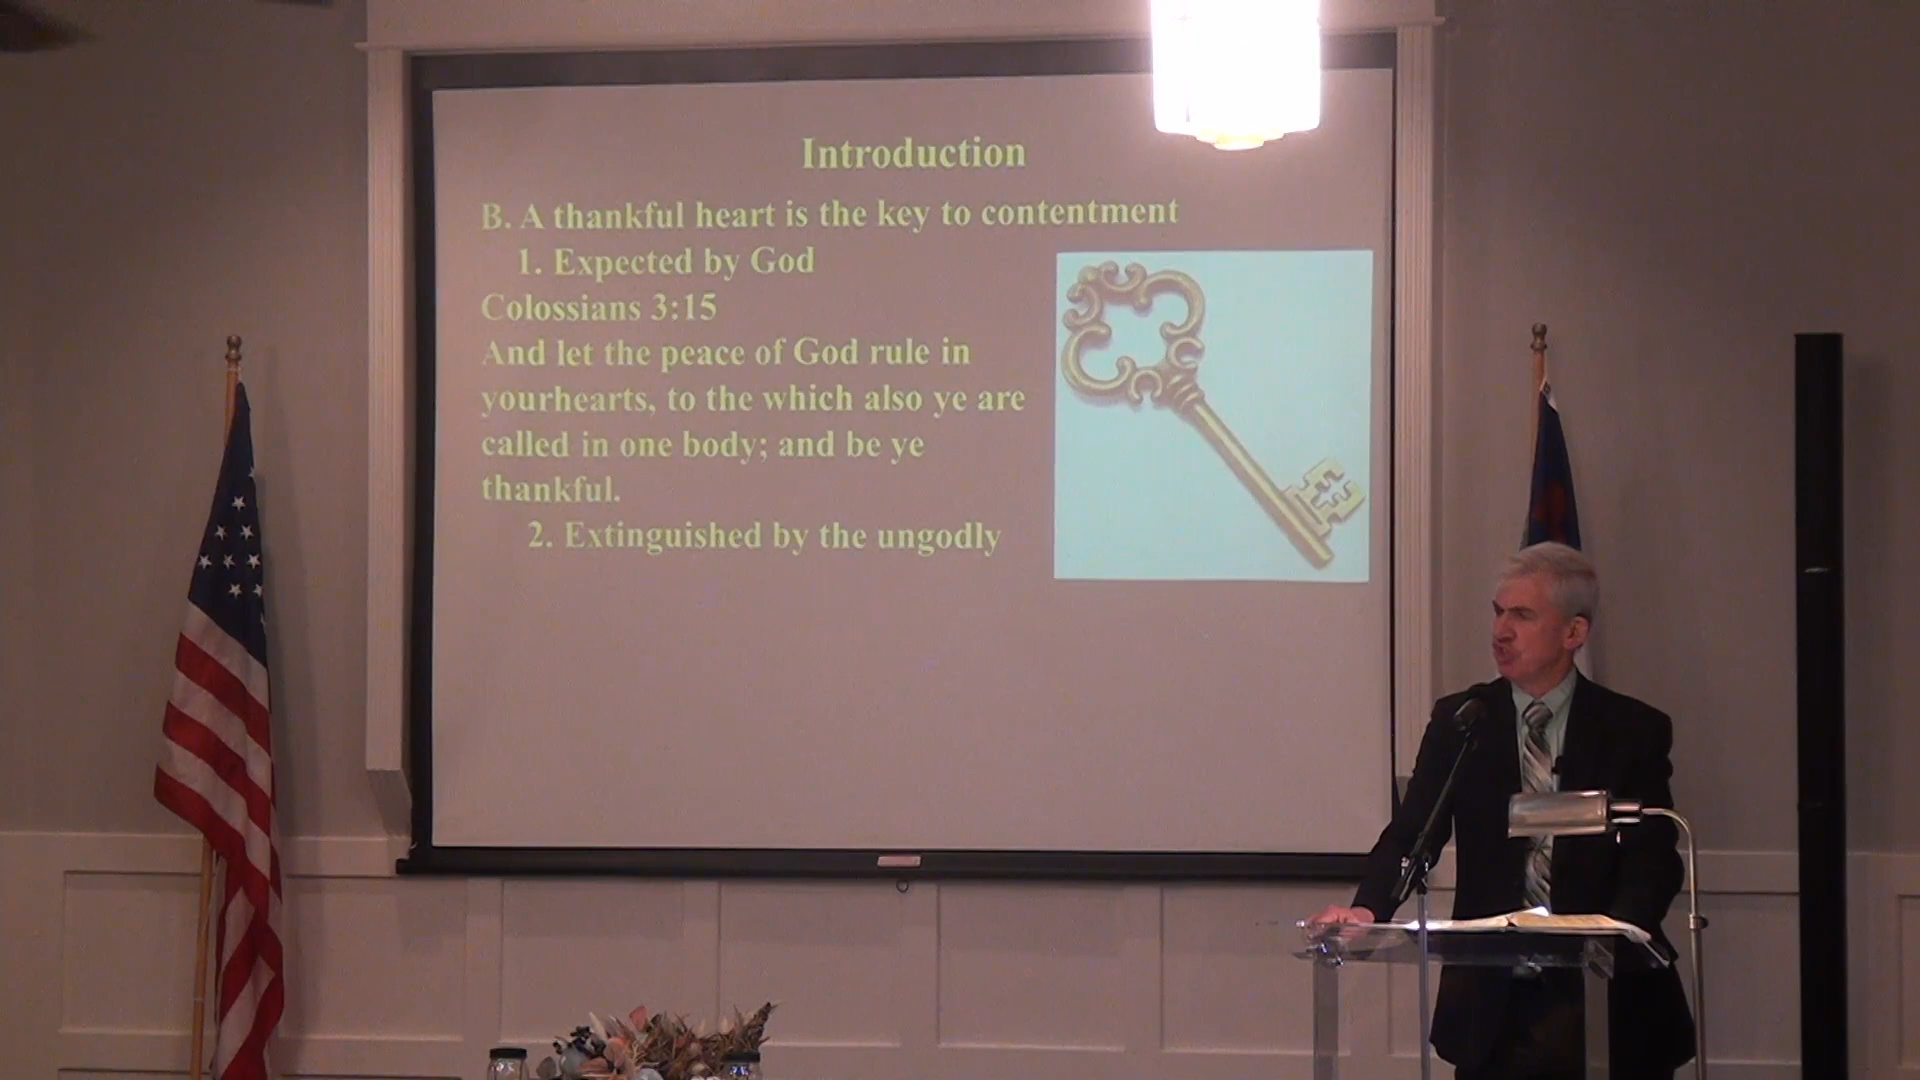 Introduction
B. A thankful heart is the key to contentment
1. Expected by God
Colossians 3:15
And let the peace of God rule in
yourhearts, to the which also ye are
called in one body; and be ye
thankful.
2. Extinguished by the ungodly